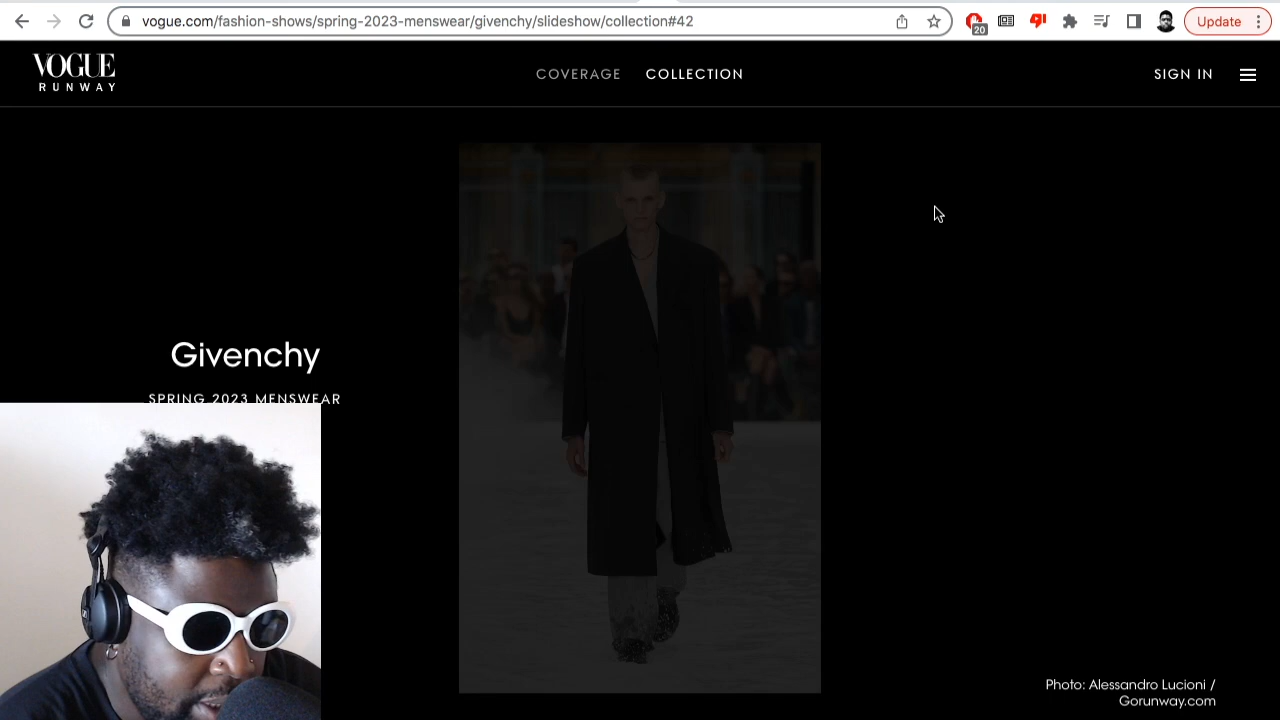 vogue.com/fashion-shows/spring-2023-menswear/givenchy/slideshow/collection#42
20
Update
VOGUE
RUNWAY
COVERAGE COLLECTION
SIGN IN
Givenchy
SPRING 2023 MENSWEAR
Photo: Alessandro Lucioni /
Gorunway.com